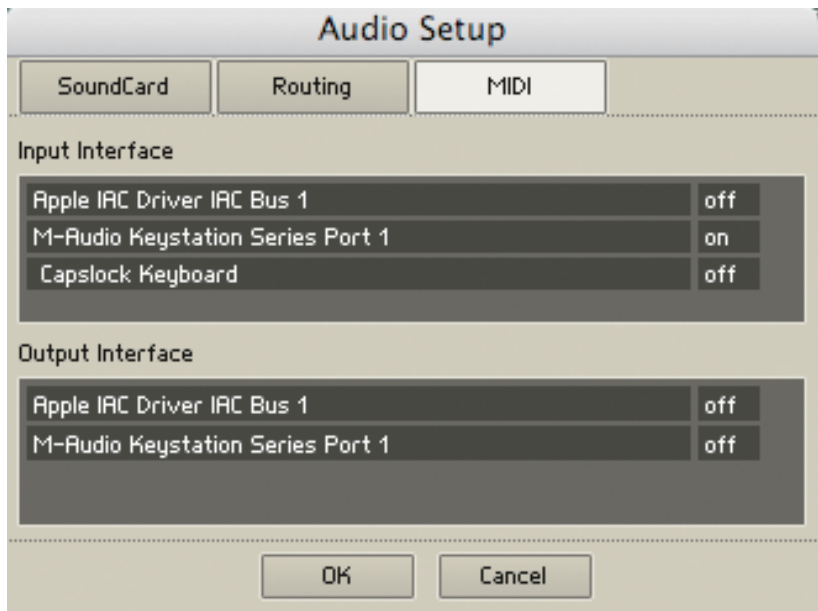 Audio Setup
SoundCard Routing MIDI
Input Interface
Apple IAC Driver IAC Bus 1 off
M-Audio Keystation Series Port 1 on
Capslock Keyboard off
Output Interface
Apple IAC Driver IAC Bus 1 off
M-Audio Keystation Series Port 1 off
OK Cancel